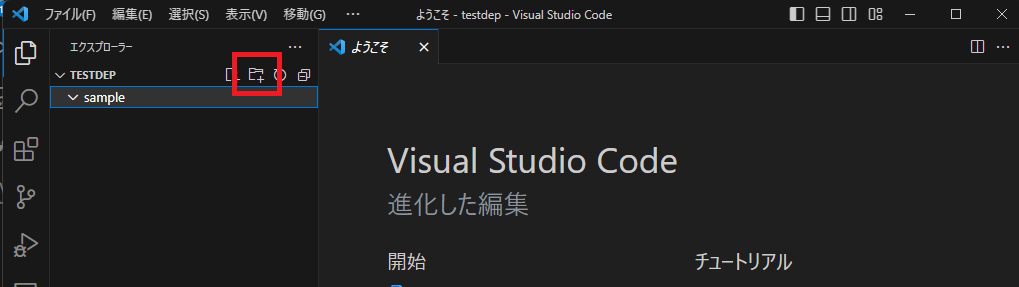 ファイル(F) 編集(E) 選択(S) 表示(V) 移動(G) ··· ようこそ - testdep - Visual Studio Code
エクスプローラー ···
ようこそ
TESTDEP
sample
Visual Studio Code
進化した編集
開始
チュートリアル